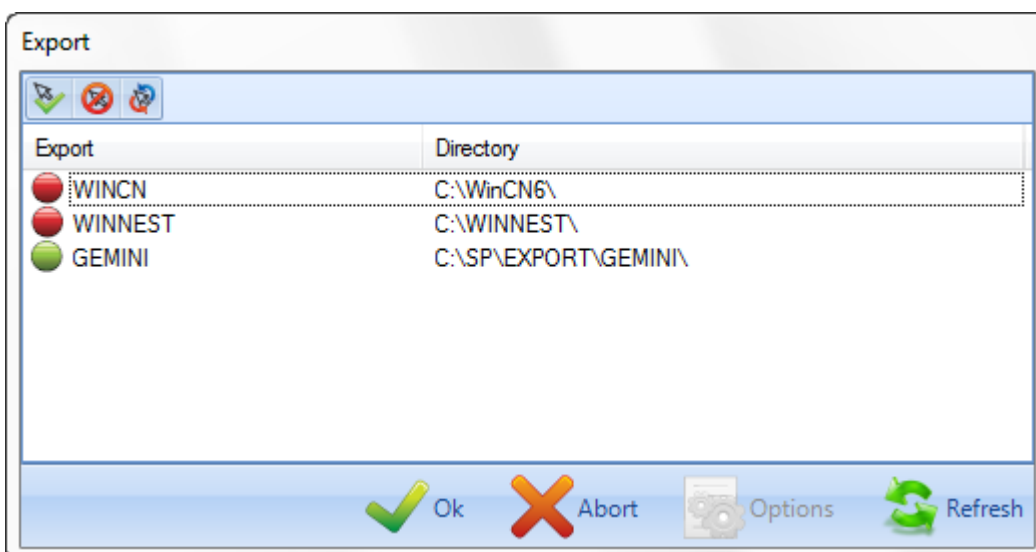 Export
Export Directory
WINCN C:\WinCN6\
WINNEST C:\WINNEST\
GEMINI C:\SP\EXPORT\GEMINI\
Ok Abort Options Refresh